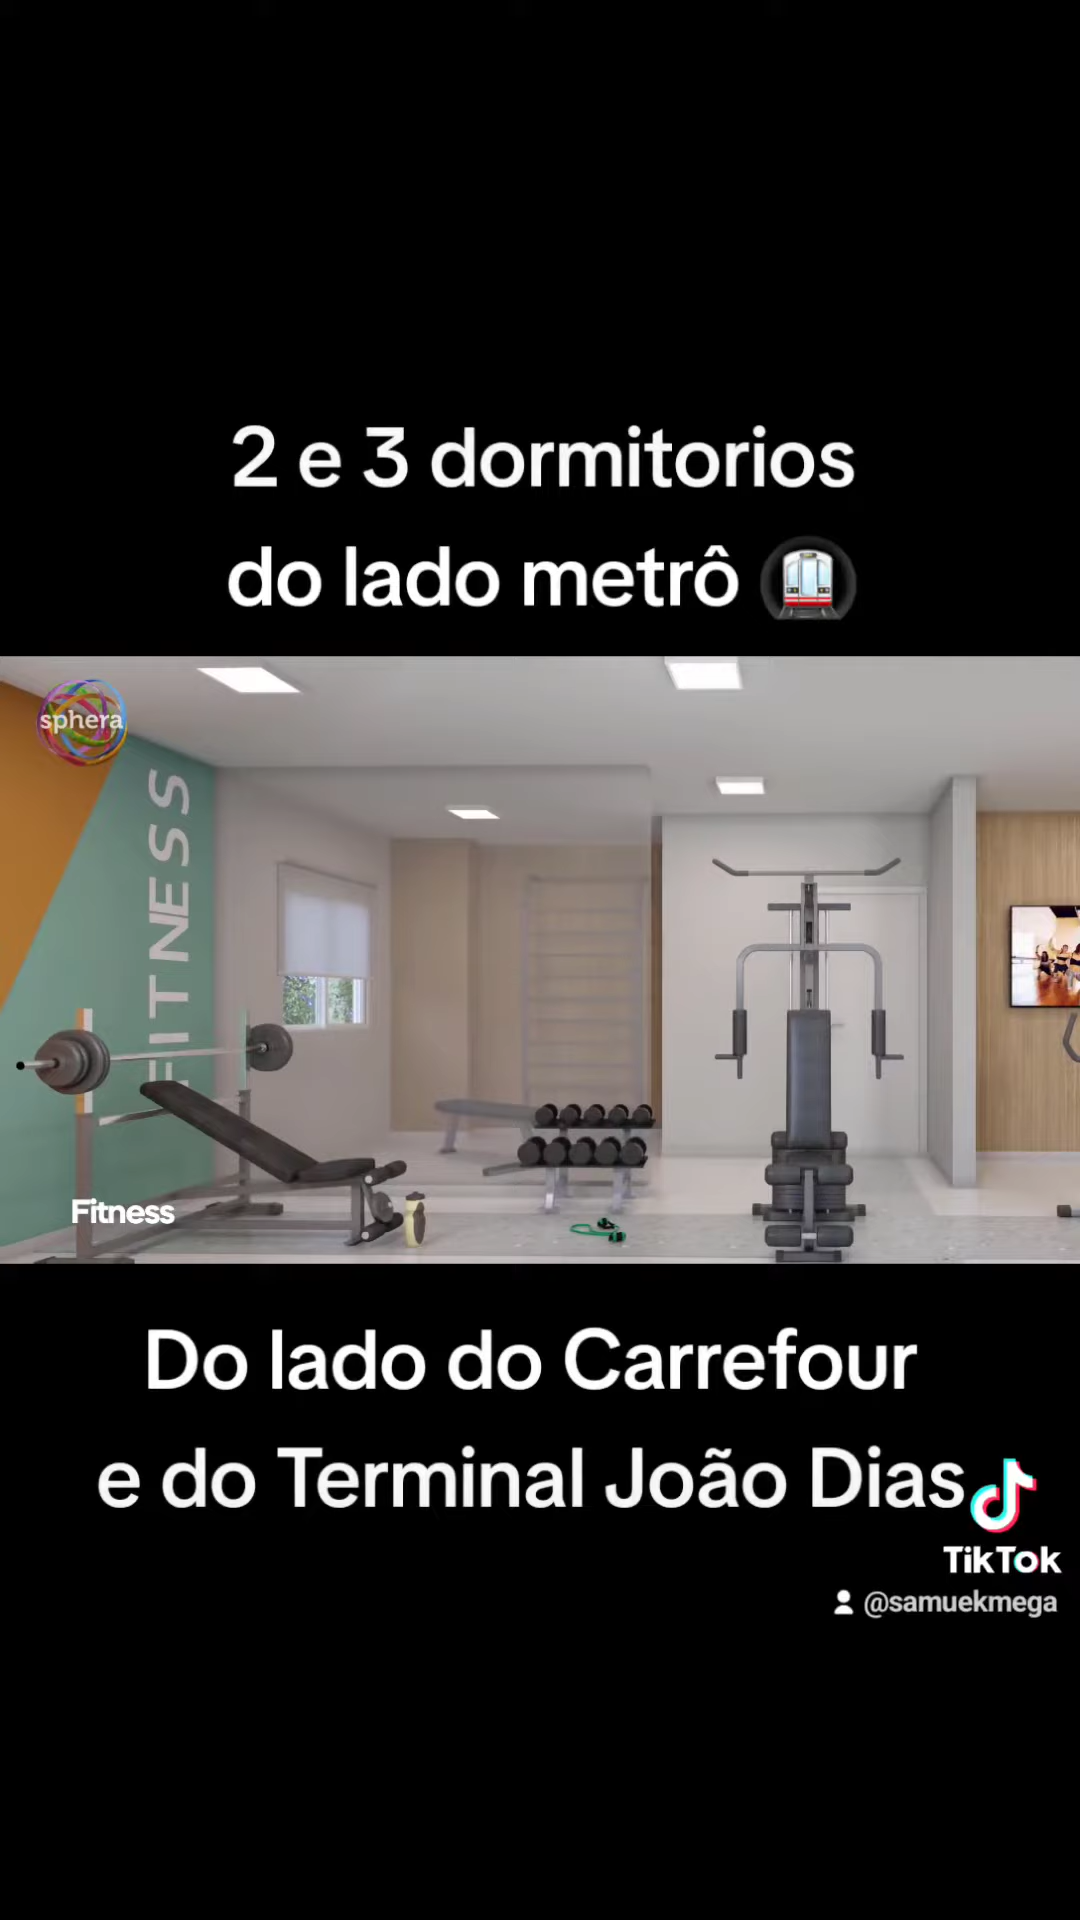 2 e 3 dormitorios
do lado metrô
sphera
FITNESS
Fitness
Do lado do Carrefour
e do Terminal João Dias
TikTok
@samuekmega